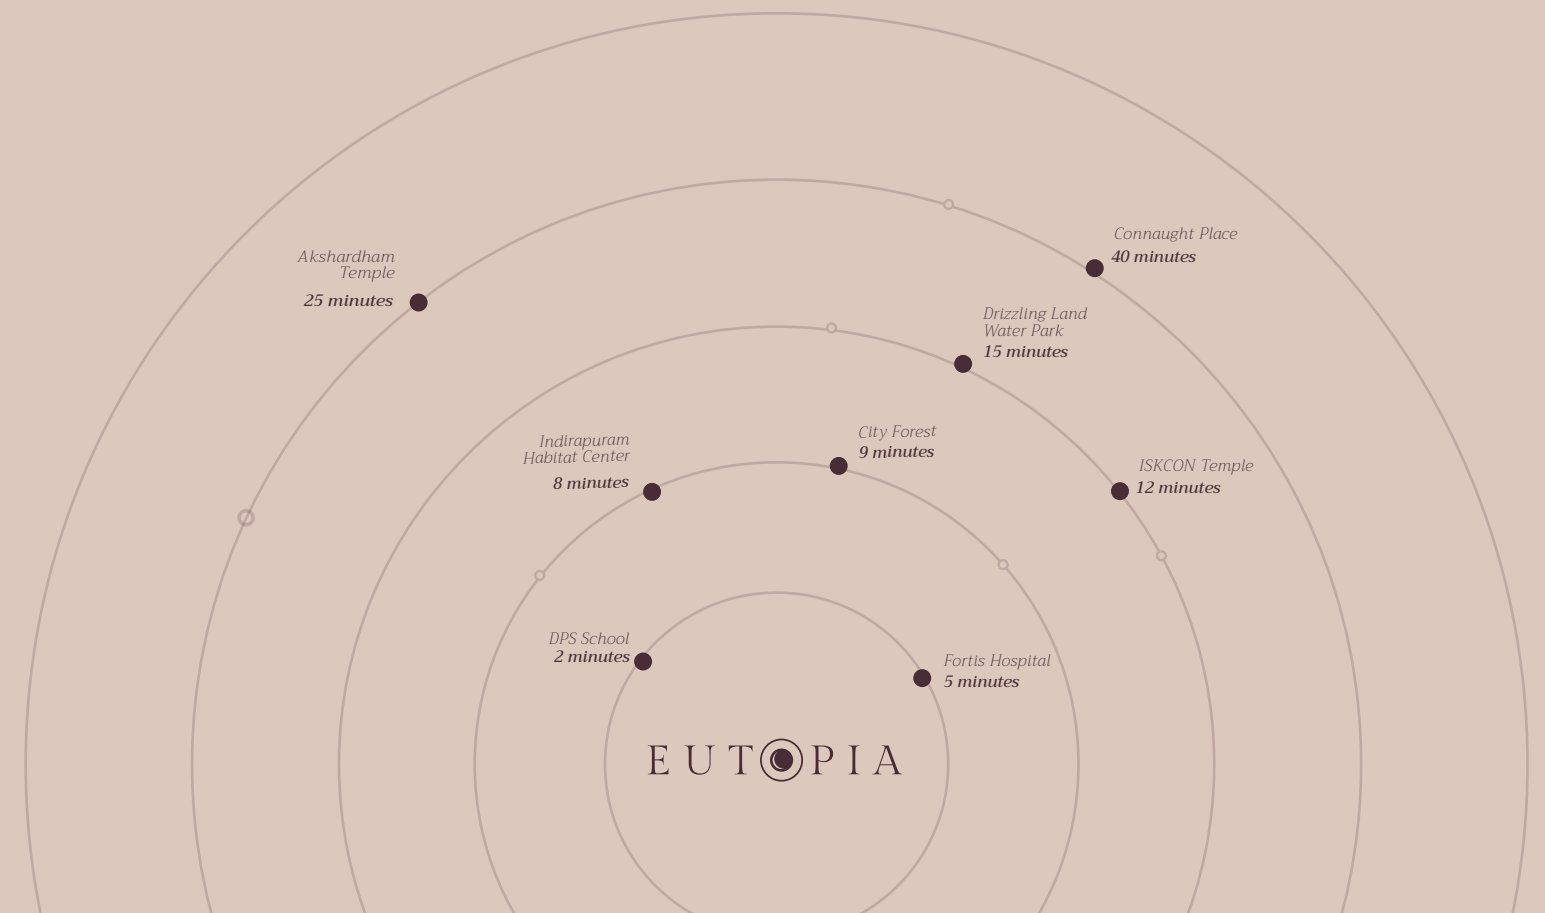 Connaught Place
40 minutes
Akshardham
Temple
25 minutes
Drizzling Land
Water Park
15 minutes
City Forest
9 minutes
Indirapuram
Habitat Center
8 minutes
ISKCON Temple
12 minutes
DPS School
2 minutes
Fortis Hospital
5 minutes
EUTOPIA